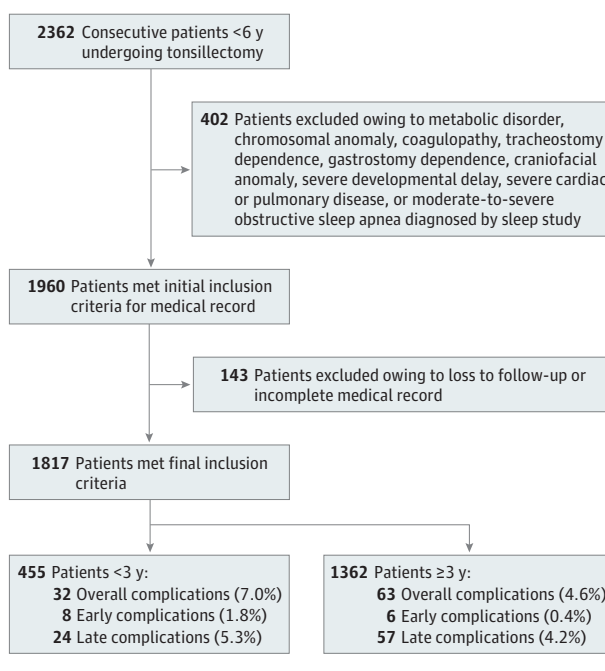 2362 Consecutive patients <6 y
undergoing tonsillectomy
402 Patients excluded owing to metabolic disorder,
chromosomal anomaly, coagulopathy, tracheostomy
dependence, gastrostomy dependence, craniofacial
anomaly, severe developmental delay, severe cardiac
or pulmonary disease, or moderate-to-severe
obstructive sleep apnea diagnosed by sleep study
1960 Patients met initial inclusion
criteria for medical record
143 Patients excluded owing to loss to follow-up or
incomplete medical record
1817 Patients met final inclusion
criteria
455 Patients <3 y:
32 Overall complications (7.0%)
8 Early complications (1.8%)
24 Late complications (5.3%)
1362 Patients ≥3 y:
63 Overall complications (4.6%)
6 Early complications (0.4%)
57 Late complications (4.2%)